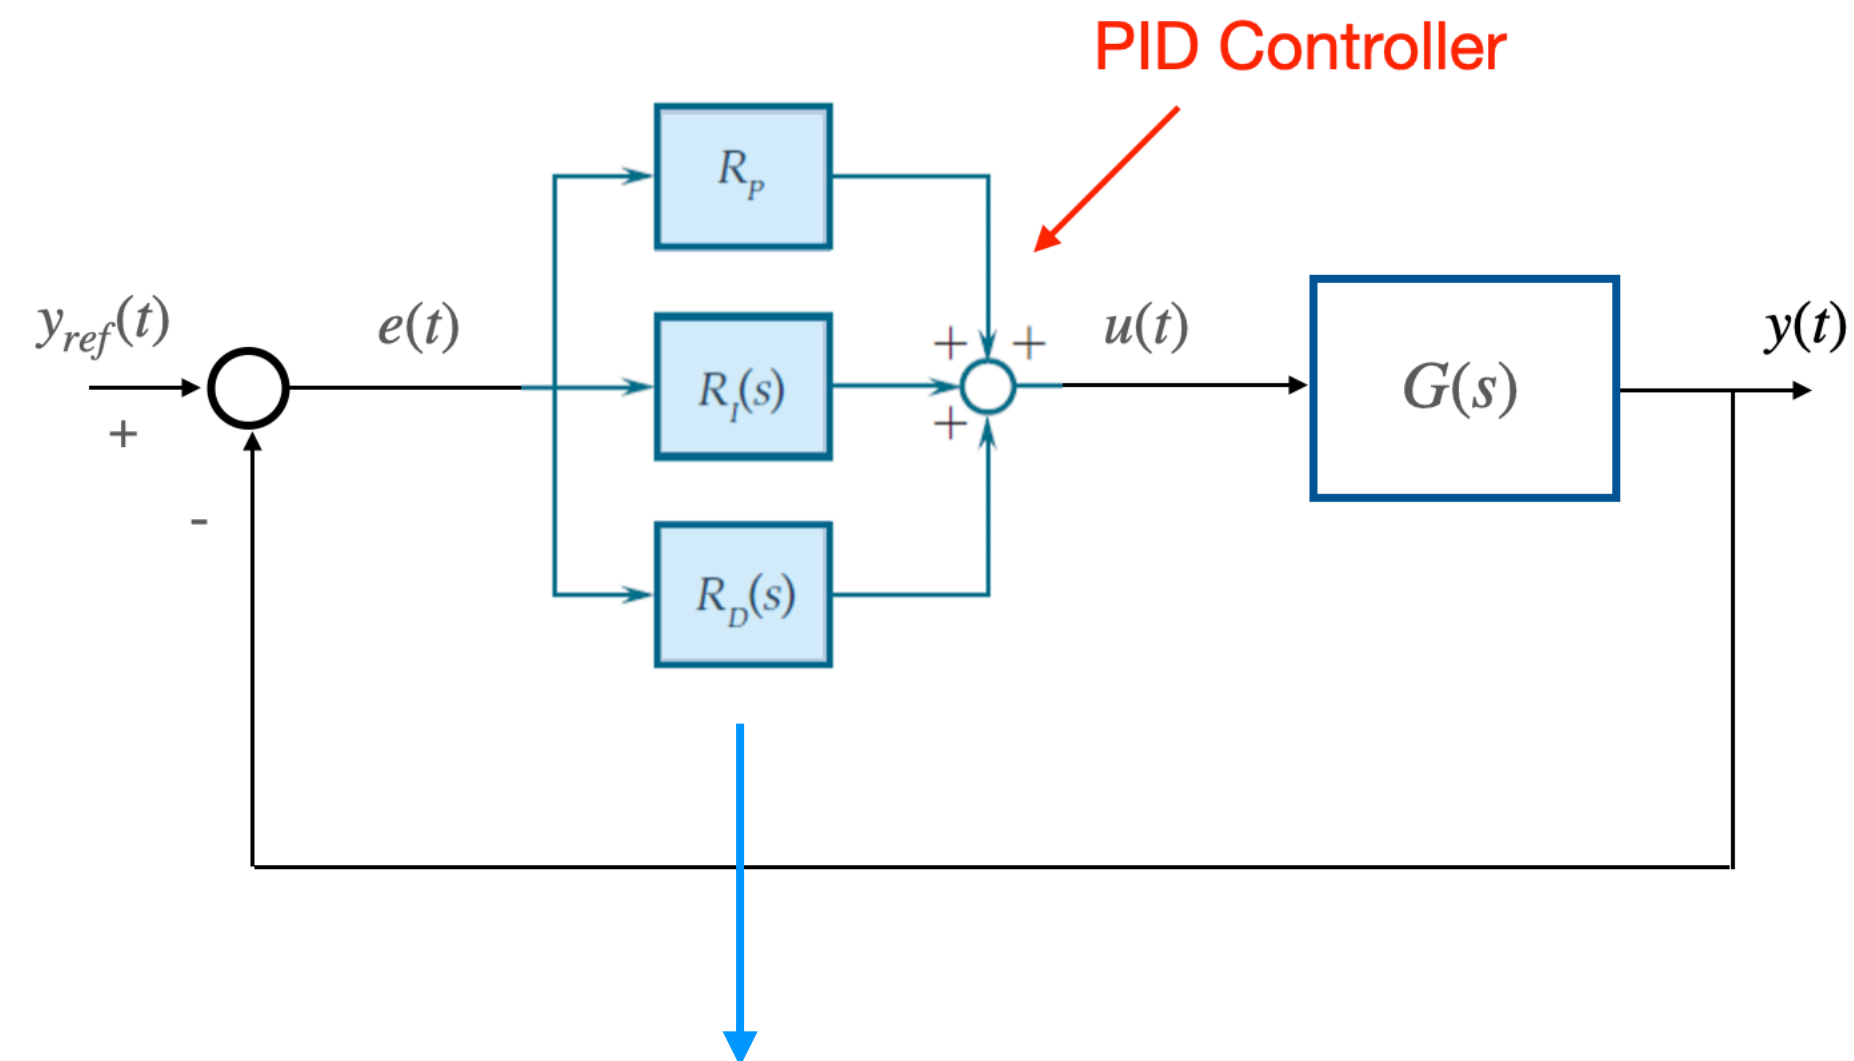 PID Controller
R_P
y_ref(t)
e(t)
+ +
u(t)
y(t)
R_I(s)
G(s)
+
+
-
R_D(s)